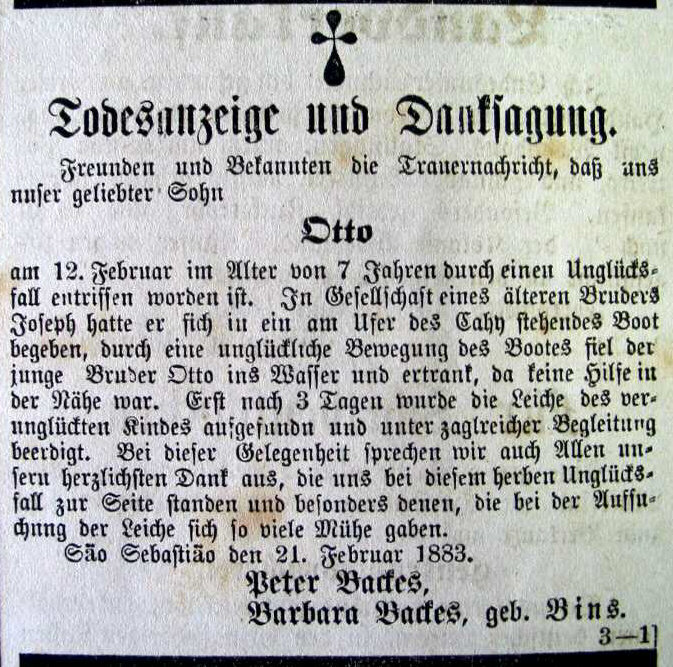 Todesanzeige und Danksagung.
Freunden und Bekannten die Trauernachricht, daß uns
unser geliebter Sohn
Otto
am 12. Februar im Alter von 7 Jahren durch einen Unglücks-
fall entrissen worden ist. In Gesellschaft eines älteren Bruders
Joseph hatte er sich in ein am Ufer des Cahy stehendes Boot
begeben, durch eine unglückliche Bewegung des Bootes fiel der
junge Bruder Otto ins Wasser und ertrank, da keine Hilfe in
der Nähe war. Erst nach 3 Tagen wurde die Leiche des ver-
unglückten Kindes aufgefundn und unter zaglreicher Begleitung
beerdigt. Bei dieser Gelegenheit sprechen wir auch Allen un-
sern herzlichsten Dank aus, die uns bei diesem herben Unglücks-
fall zur Seite standen und besonders denen, die bei der Auffu-
chung der Leiche sich so viele Mühe gaben.
São Sebastião den 21. Februar 1883.
Peter Backes,
Barbara Backes, geb. Bins.
3—1]